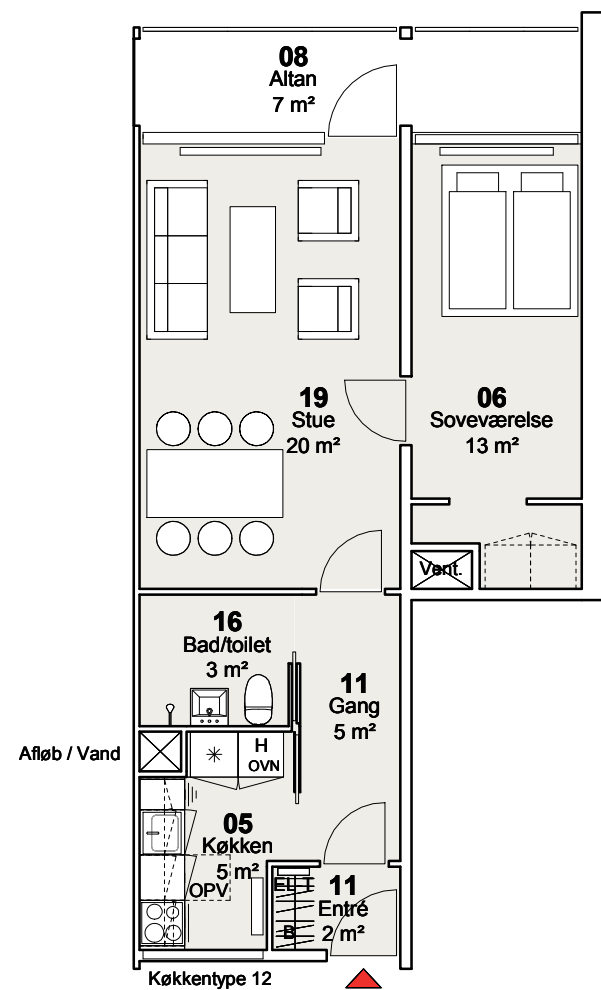 08
Altan
7 m²
19
Stue
20 m²
06
Soveværelse
13 m²
Vent.
16
Bad/toilet
3 m²
11
Gang
5 m²
Afløb / Vand
H
OVN
05
Køkken
5 m²
OPV
EL IT
11
Entré
2 m²
B
Køkkentype 12